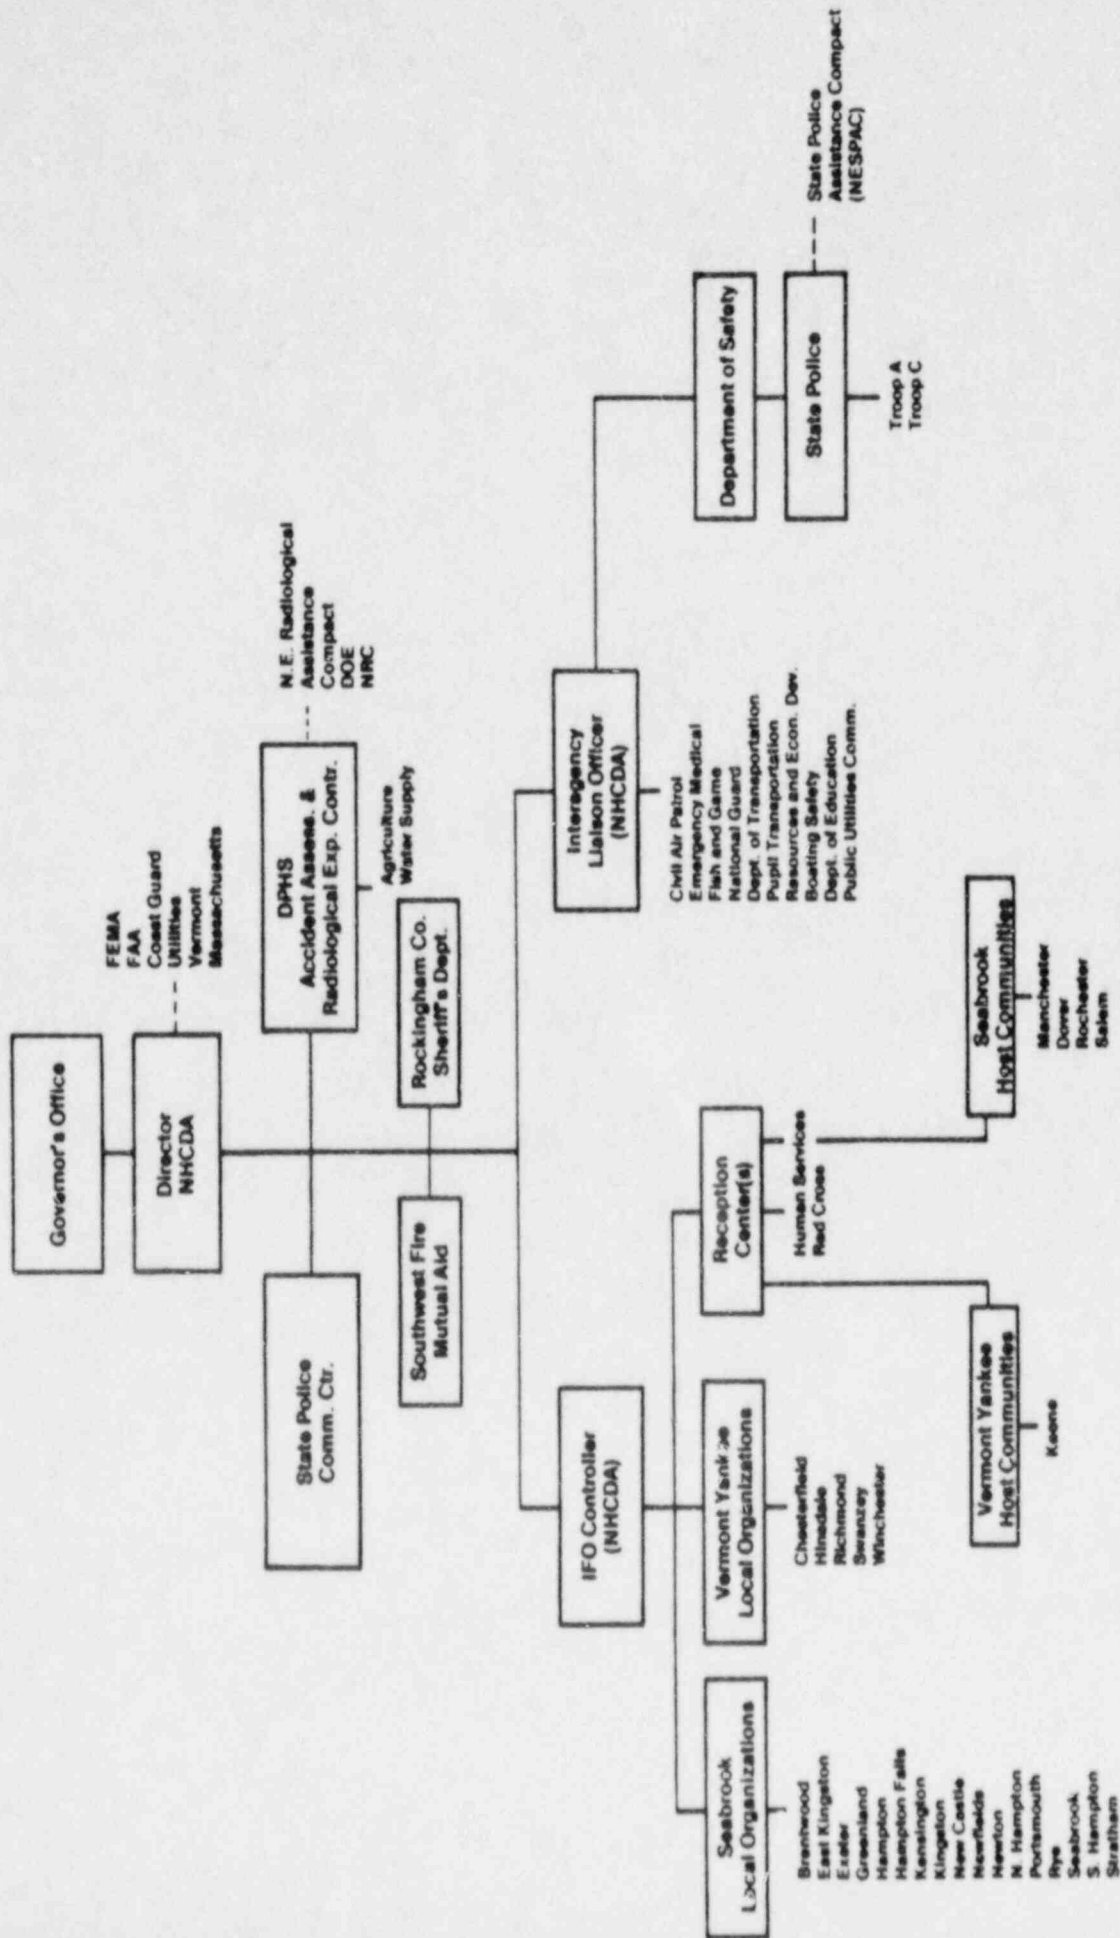 Governor's Office
Director
NHCDA
FEMA
FAA
Coast Guard
Utilities
Vermont
Massachusetts
State Police
Comm. Ctr.
DPHS
Accident Assess. &
Radiological Exp. Contr.
N.E. Radiological
Assistance
Compact
DOE
NRC
Agriculture
Water Supply
Southwest Fire
Mutual Aid
Rockingham Co.
Sheriff's Dept.
IFO Controller
(NHCDA)
Interagency
Liaison Officer
(NHCDA)
Civil Air Patrol
Emergency Medical
Fish and Game
National Guard
Dept. of Transportation
Pupil Transportation
Resources and Econ. Dev.
Boating Safety
Dept. of Education
Public Utilities Comm.
Department of Safety
State Police
State Police
Assistance Compact
(NESPAC)
Troop A
Troop C
Seabrook
Local Organizations
Brentwood
East Kingston
Exeter
Greenland
Hampton
Hampton Falls
Kensington
Kingston
New Castle
Newfields
Newton
N. Hampton
Portsmouth
Rye
Seabrook
S. Hampton
Stratham
Vermont Yankee
Local Organizations
Chesterfield
Hinsdale
Richmond
Swanzey
Winchester
Reception
Center(s)
Human Services
Red Cross
Vermont Yankee
Host Communities
Keene
Seabrook
Host Communities
Manchester
Dover
Rochester
Salem